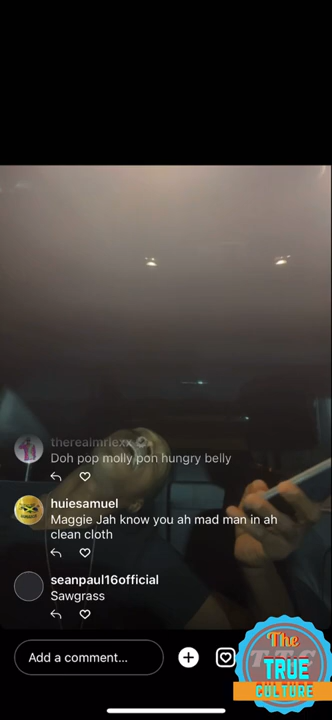 therealmrlexx
Doh pop molly pon hungry belly
huiesamuel
Maggie Jah know you ah mad man in ah
clean cloth
seanpaul16official
Sawgrass
Add a comment...
The
T.T.C
TRUE
CULTURE